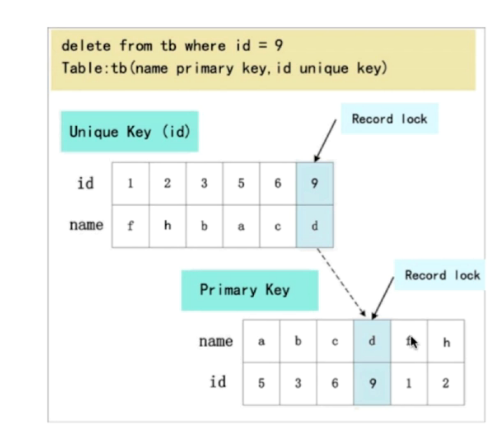 delete from tb where id = 9
Table:tb(name primary key,id unique key)
Record lock
Unique Key (id)
id 1 2 3 5 6 9
name f h b a c d
Record lock
Primary Key
name a b c d f h
id 5 3 6 9 1 2